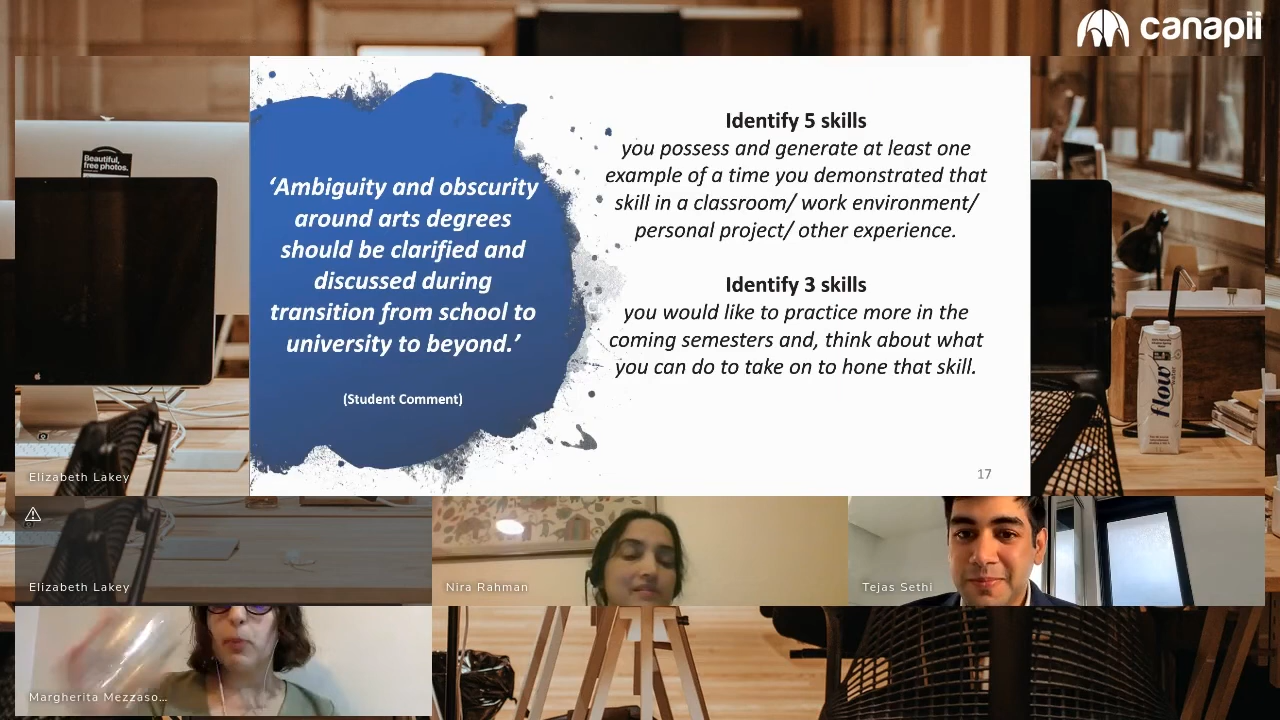 canapii
Beautiful,
free photos.
‘Ambiguity and obscurity
around arts degrees
should be clarified and
discussed during
transition from school to
university to beyond.’
(Student Comment)
Identify 5 skills
you possess and generate at least one
example of a time you demonstrated that
skill in a classroom/ work environment/
personal project/ other experience.
Identify 3 skills
you would like to practice more in the
coming semesters and, think about what
you can do to take on to hone that skill.
17
flow
Elizabeth Lakey
Elizabeth Lakey
Nira Rahman
Tejas Sethi
Margherita Mezzaso…